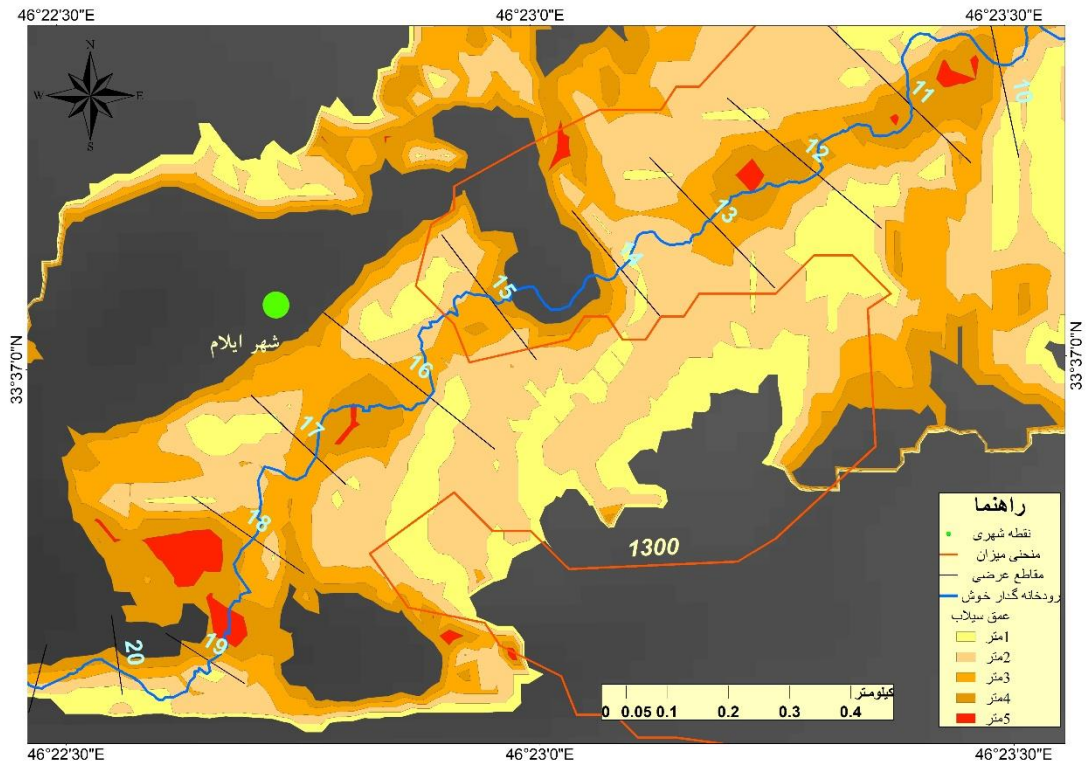 46°22'30"E
46°23'0"E
46°23'30"E
N
W
E
S
10
11
12
13
14
15
16
17
18
19
20
شهر ایلام
33°37'0"N
33°37'0"N
1300
راهنما
نقطه شهری
منحنی میزان
مقاطع عرضی
رودخانه گدار خوش
عمق سیلاب
1متر
2متر
3متر
4متر
5متر
کیلومتر
0 0.05 0.1 0.2 0.3 0.4
46°22'30"E
46°23'0"E
46°23'30"E